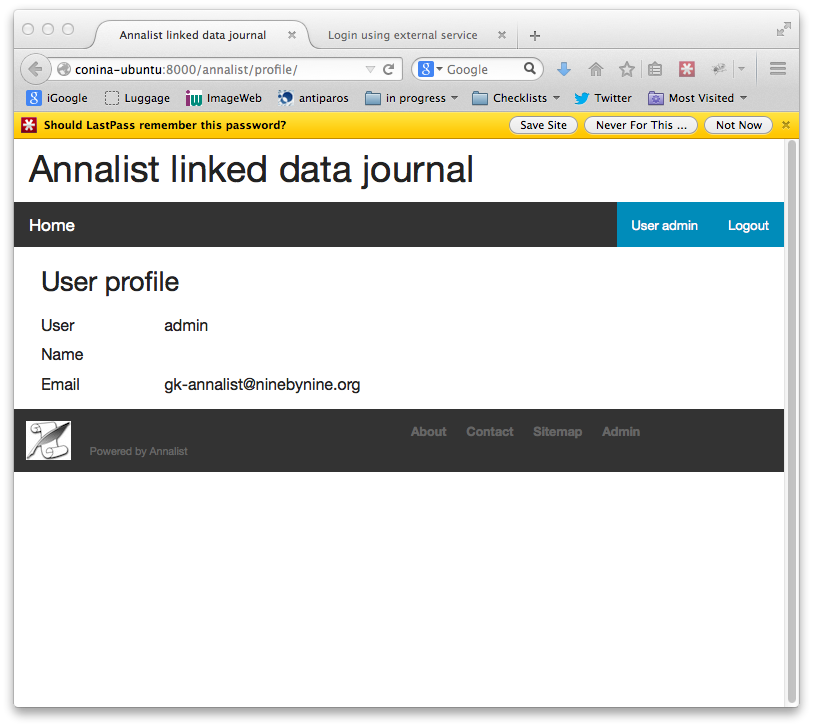 Annalist linked data journal
Login using external service
conina-ubuntu:8000/annalist/profile/
Google
iGoogle Luggage ImageWeb antiparos in progress Checklists Twitter Most Visited
Should LastPass remember this password? Save Site Never For This ... Not Now
Annalist linked data journal
Home User admin Logout
User profile
User admin
Name
Email gk-annalist@ninebynine.org
About Contact Sitemap Admin
Powered by Annalist